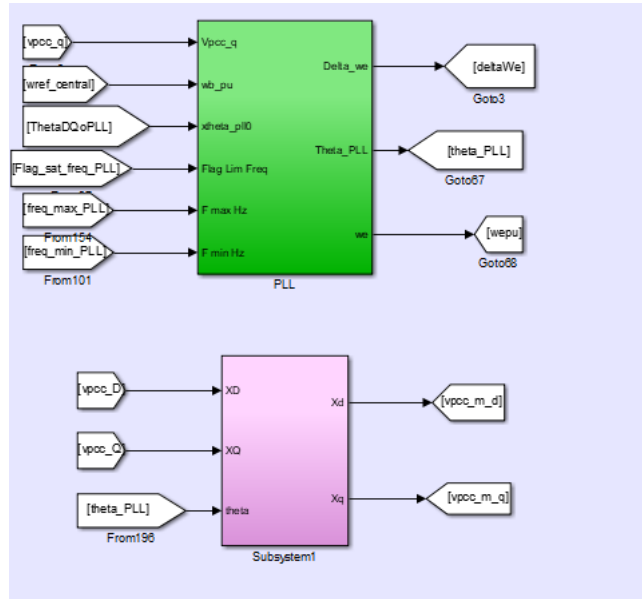 [vpcc_q]
Vpcc_q
Delta_we
[deltaWe]
Goto3
[wref_central]
wb_pu
[ThetaDQoPLL]
xtheta_pll0
Theta_PLL
[theta_PLL]
Goto67
[Flag_sat_freq_PLL]
Flag Lim Freq
[freq_max_PLL]
F max Hz
From154
we
[wepu]
Goto68
[freq_min_PLL]
F min Hz
From101
PLL
[vpcc_D]
XD
Xd
[vpcc_m_d]
[vpcc_Q]
XQ
[theta_PLL]
theta
Xq
[vpcc_m_q]
From196
Subsystem1